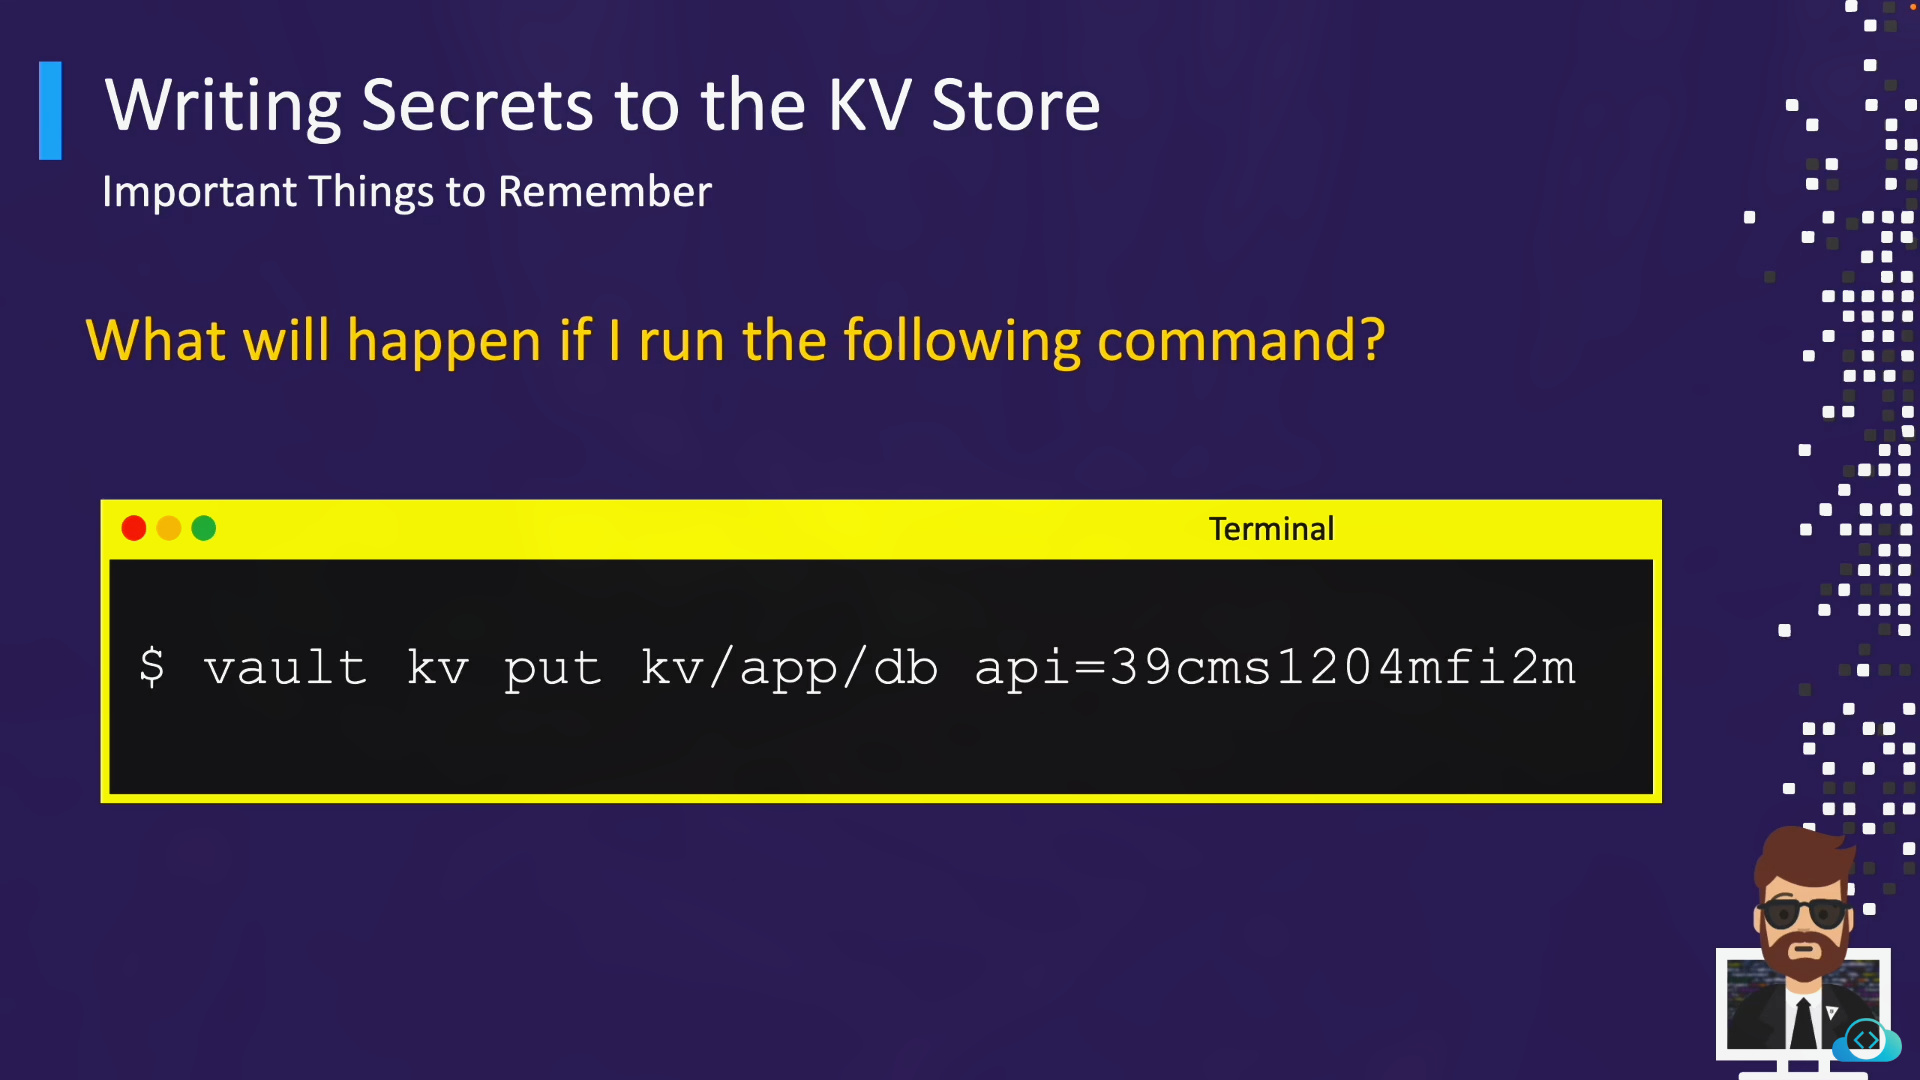 Writing Secrets to the KV Store
Important Things to Remember
What will happen if I run the following command?
Terminal
$ vault kv put kv/app/db api=39cms1204mfi2m